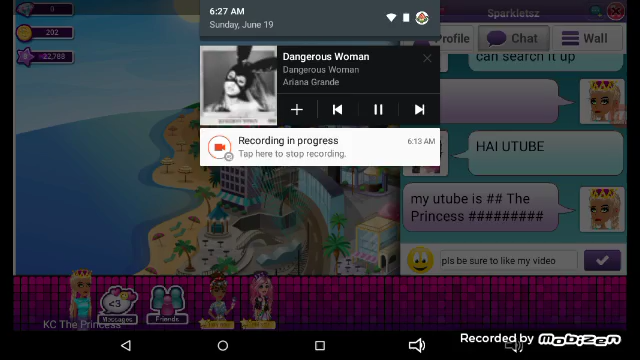 6:27 AM
Sunday, June 19
Sparkletsz
0
202
Profile
Chat
Wall
8
22,788
Dangerous Woman
Dangerous Woman
Ariana Grande
can search it up
Recording in progress
6:13 AM
Tap here to stop recording.
HAI UTUBE
my utube is ## The
Princess #########
pls be sure to like my video
<3
Messages
Friends
KC The Princess
Recorded by MOBIZEN